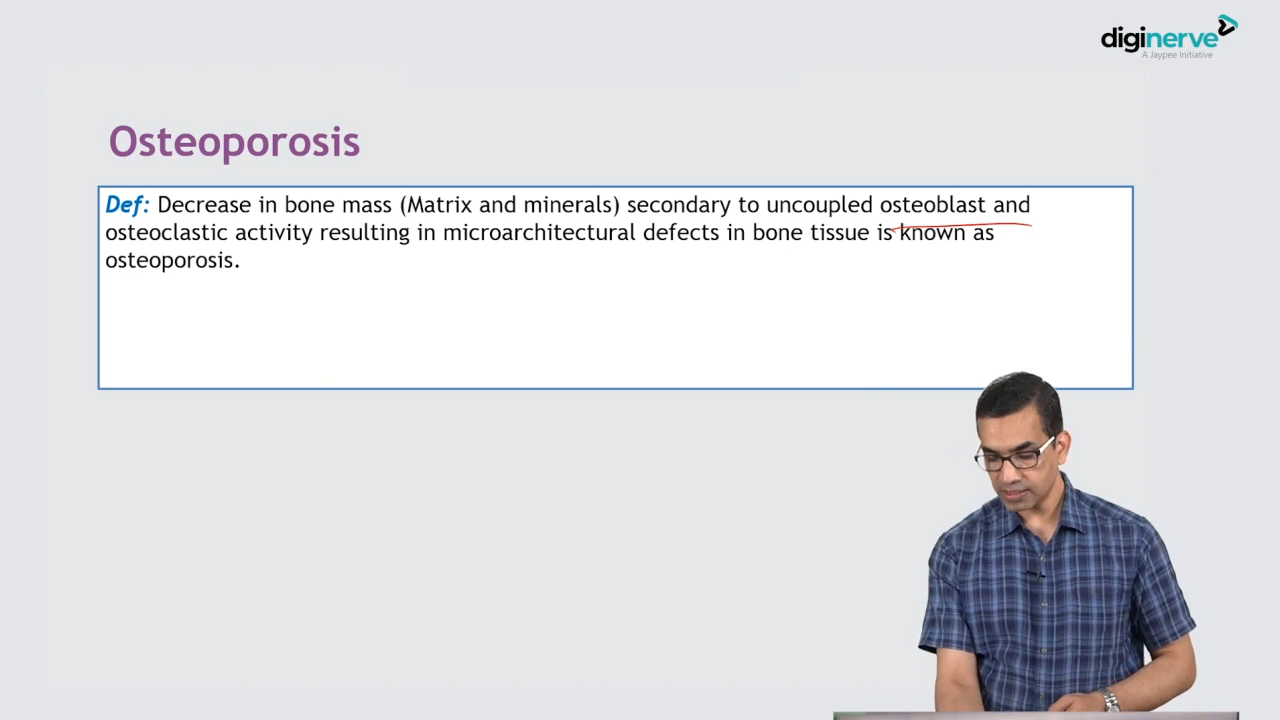 diginerve
A Jaypee Initiative
Osteoporosis
Def: Decrease in bone mass (Matrix and minerals) secondary to uncoupled osteoblast and
osteoclastic activity resulting in microarchitectural defects in bone tissue is known as
osteoporosis.